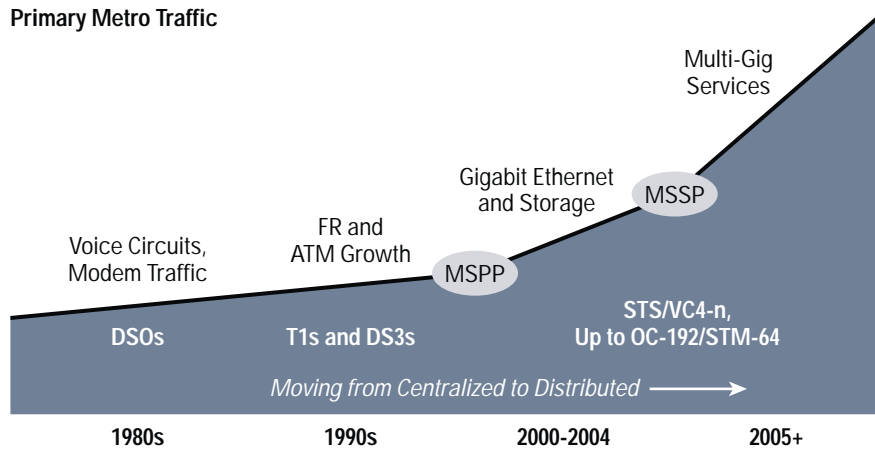 Primary Metro Traffic
Multi-Gig
Services
Gigabit Ethernet
and Storage
MSSP
FR and
ATM Growth
Voice Circuits,
Modem Traffic
MSPP
STS/VC4-n,
Up to OC-192/STM-64
DSOs
T1s and DS3s
Moving from Centralized to Distributed
1980s
1990s
2000-2004
2005+